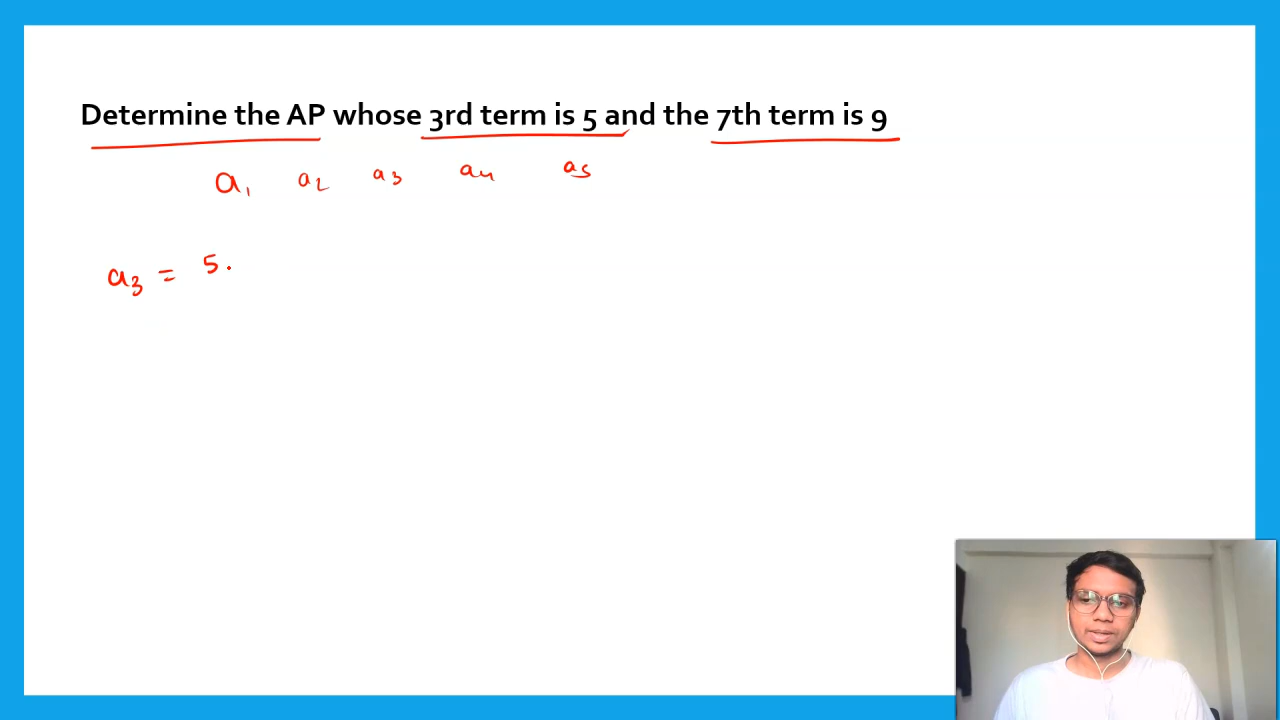 Determine the AP whose 3rd term is 5 and the 7th term is 9
a₁ a₂ a₃ a₄ a₅
a₃ = 5.